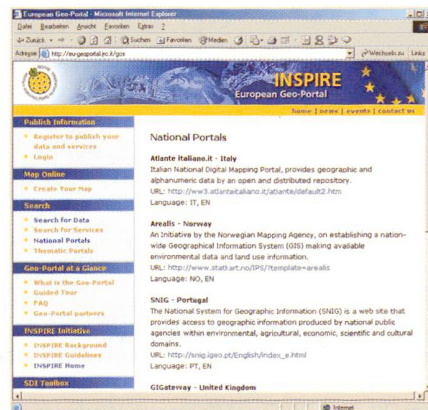 European Geo-Portal - Microsoft Internet Explorer
Datei Bearbeiten Ansicht Favoriten Extras ?
Zurück Suchen Favoriten Medien
Adresse http://eu-geoportal.jrc.it/gos Wechseln zu Links
INSPIRE
European Geo-Portal
home | news | events | contact us
Publish Information
Register to publish your
data and services
Login
Map Online
Create Your Map
Search
Search for Data
Search for Services
National Portals
Thematic Portals
Geo-Portal at a Glance
What is the Geo-Portal
Guided Tour
FAQ
Geo-Portal partners
INSPIRE Initiative
INSPIRE Background
INSPIRE Guidelines
INSPIRE Home
SDI Toolbox
National Portals
Atlante italiano.it - Italy
Italian National Digital Mapping Portal, provides geographic and
alphanumeric data by an open and distributed repository.
URL: http://ww3.atlanteitaliano.it/atlante/default2.htm
Language: IT, EN
Arealis - Norway
An Initiative by the Norwegian Mapping Agency, on establishing a nation-
wide Geographical Information System (GIS) making available
environmental data and land use information.
URL: http://www.statkart.no/IPS/?template=arealis
Language: NO, EN
SNIG - Portugal
The National System for Geographic Information (SNIG) is a web site that
provides access to geographic information produced by national public
agencies within environmental, agricultural, economic, scientific and cultural
domains.
URL: http://snig.igeo.pt/English/index_e.html
Language: PT, EN
GIGateway - United Kingdom
Internet